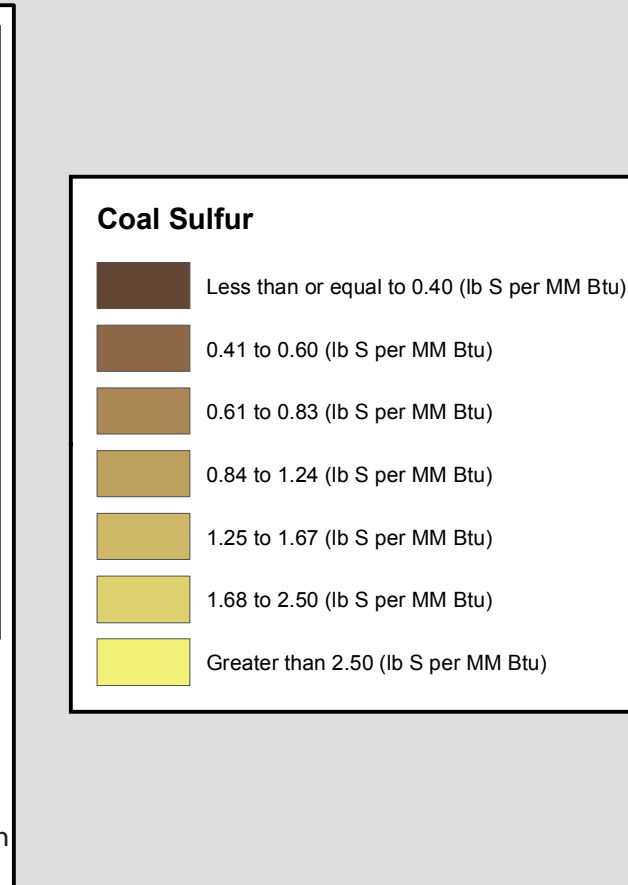 Coal Sulfur
Less than or equal to 0.40 (lb S per MM Btu)
0.41 to 0.60 (lb S per MM Btu)
0.61 to 0.83 (lb S per MM Btu)
0.84 to 1.24 (lb S per MM Btu)
1.25 to 1.67 (lb S per MM Btu)
1.68 to 2.50 (lb S per MM Btu)
Greater than 2.50 (lb S per MM Btu)